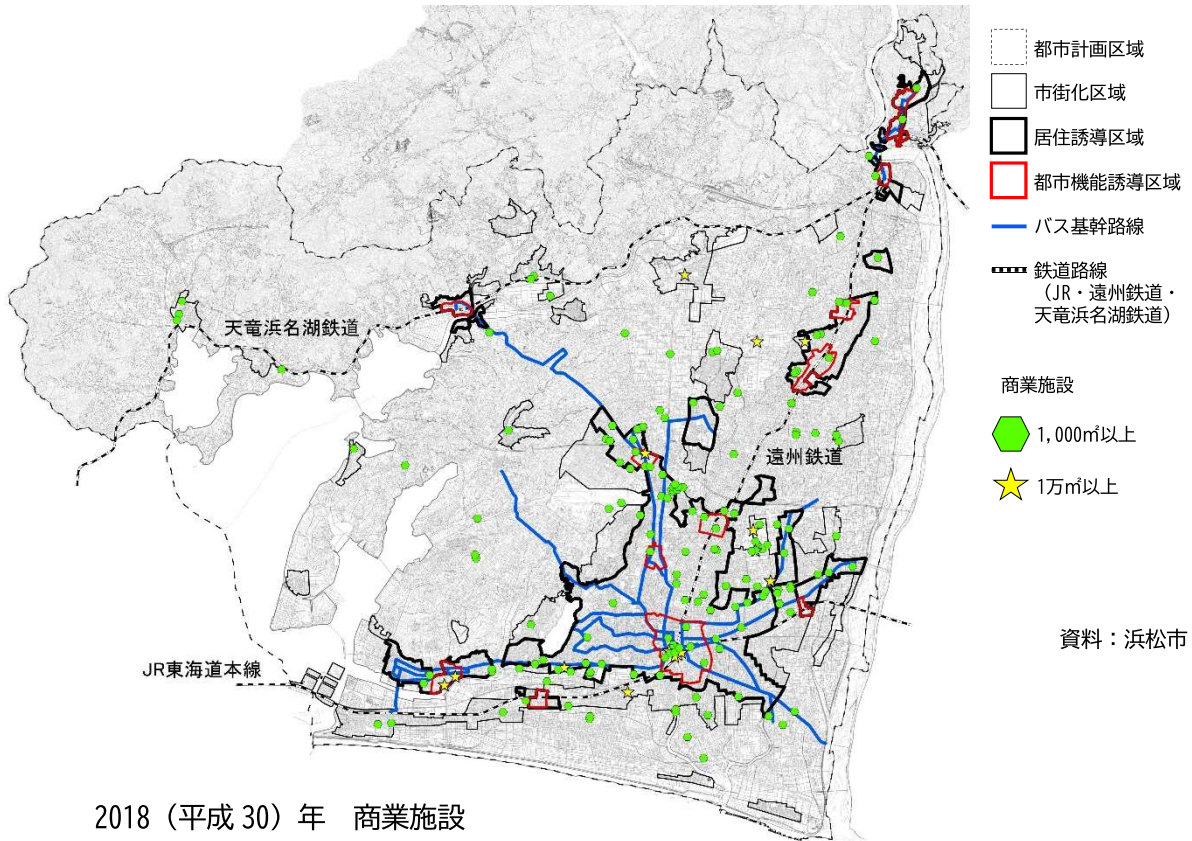 都市計画区域
市街化区域
居住誘導区域
都市機能誘導区域
バス基幹路線
鉄道路線
(JR・遠州鉄道・
天竜浜名湖鉄道)
商業施設
1,000㎡以上
1万㎡以上
資料：浜松市
天竜浜名湖鉄道
遠州鉄道
JR東海道本線
2018（平成30）年　商業施設